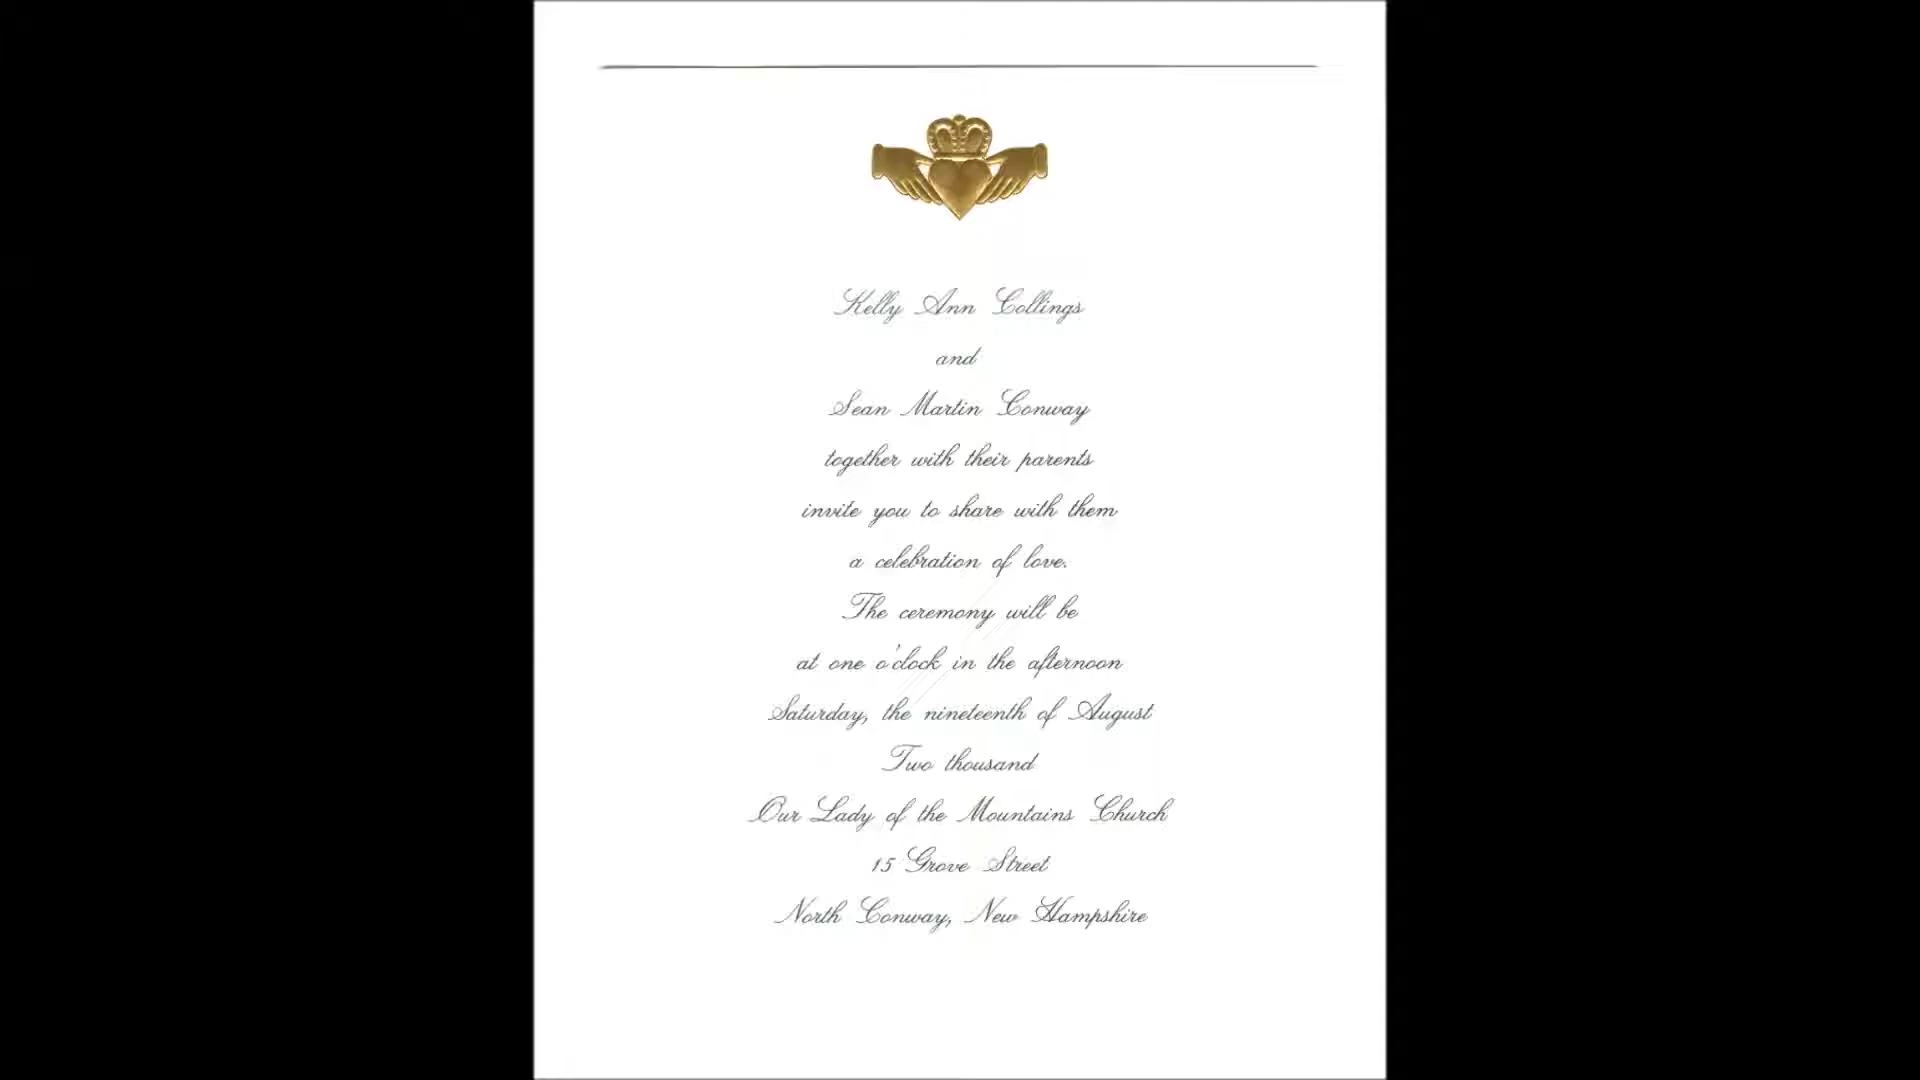 Kelly Ann Collings
and
Sean Martin Conway
together with their parents
invite you to share with them
a celebration of love.
The ceremony will be
at one o'clock in the afternoon
Saturday, the nineteenth of August
Two thousand
Our Lady of the Mountains Church
15 Grove Street
North Conway, New Hampshire